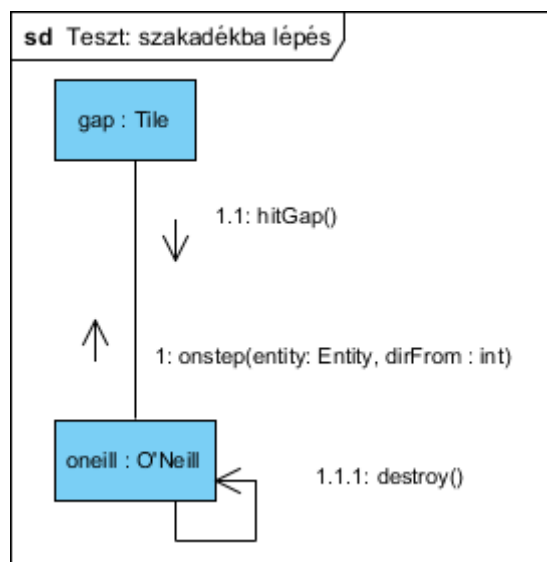 sd Teszt: szakadékba lépés
gap : Tile
1.1: hitGap()
1: onstep(entity: Entity, dirFrom : int)
oneill : O'Neill
1.1.1: destroy()